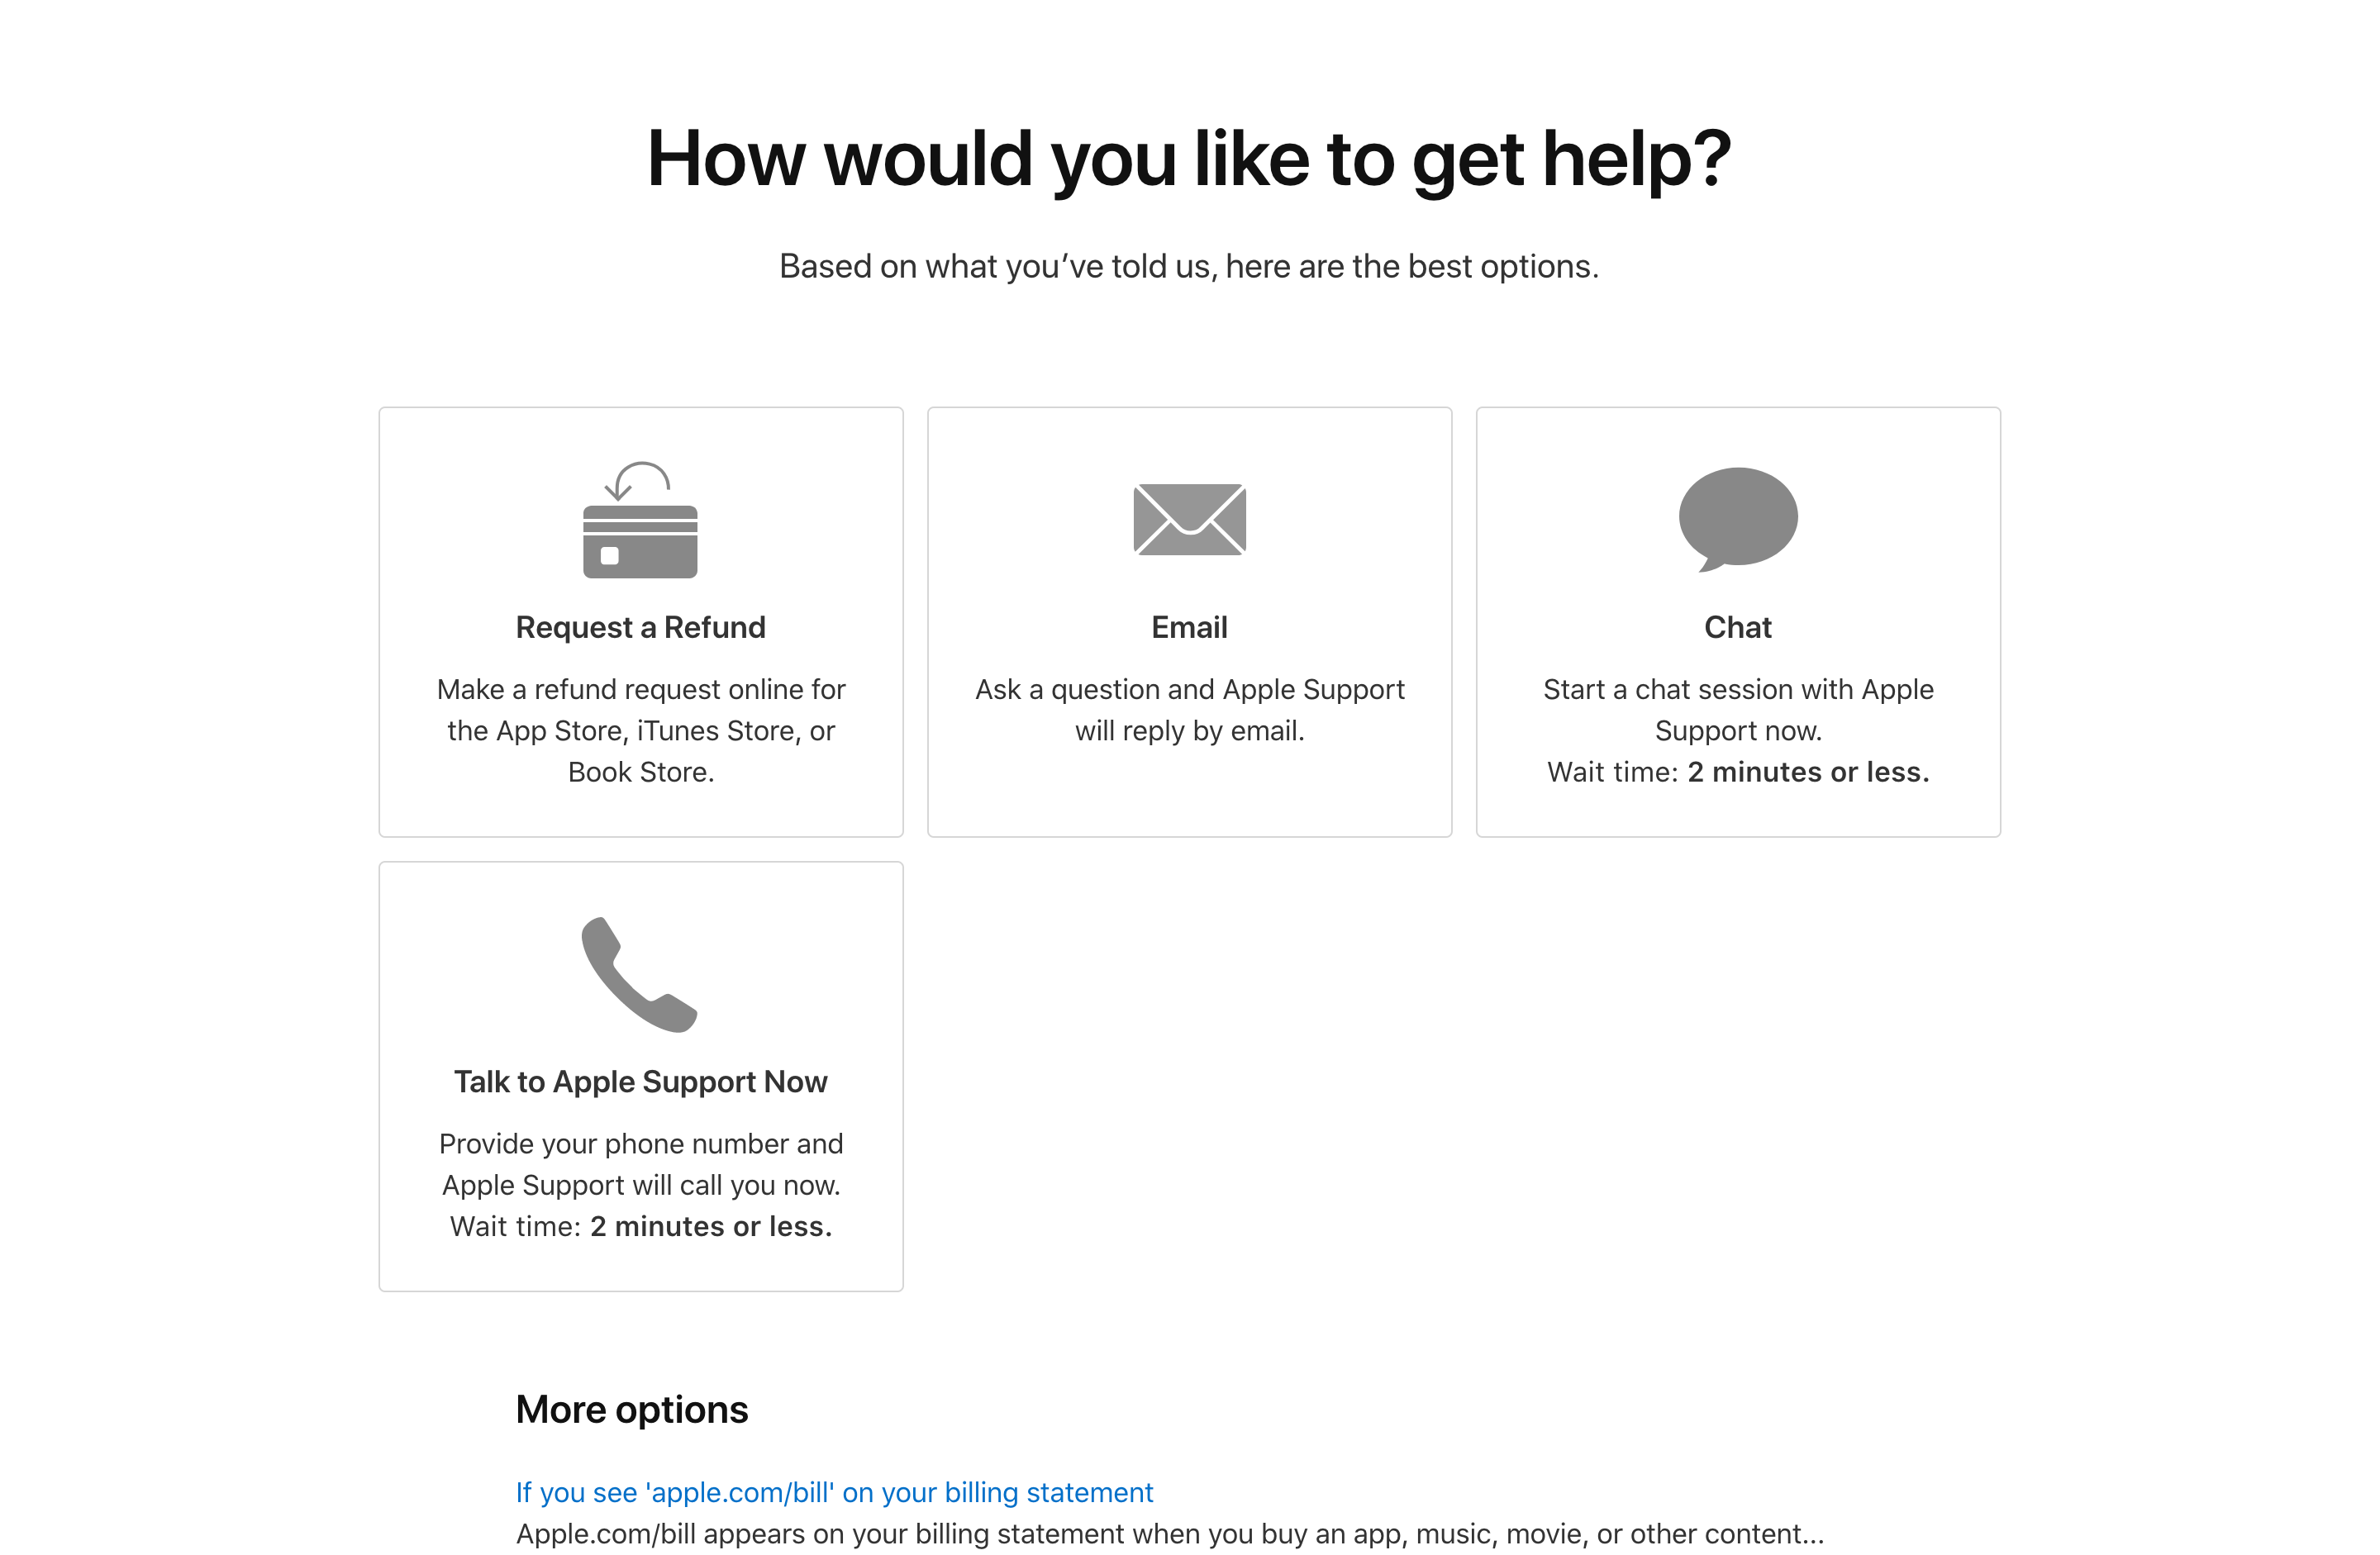 How would you like to get help?
Based on what you’ve told us, here are the best options.
Request a Refund
Make a refund request online for
the App Store, iTunes Store, or
Book Store.
Email
Ask a question and Apple Support
will reply by email.
Chat
Start a chat session with Apple
Support now.
Wait time: 2 minutes or less.
Talk to Apple Support Now
Provide your phone number and
Apple Support will call you now.
Wait time: 2 minutes or less.
More options
If you see 'apple.com/bill' on your billing statement
Apple.com/bill appears on your billing statement when you buy an app, music, movie, or other content...